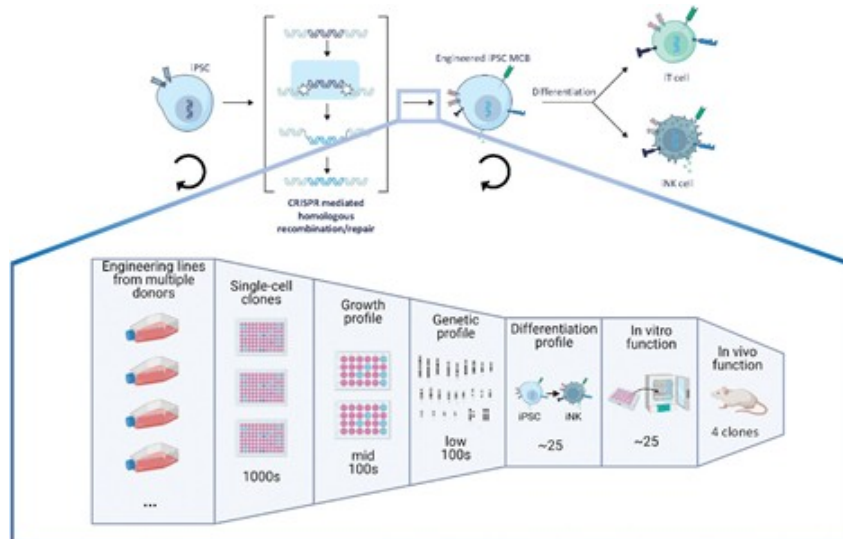 iPSC
Engineered iPSC MCB
Differentiation
iT cell
iNK cell
CRISPR mediated
homologous
recombination/repair
Engineering lines
from multiple
donors
...
Single-cell
clones
1000s
Growth
profile
mid
100s
Genetic
profile
low
100s
Differentiation
profile
iPSC
iNK
~25
In vitro
function
~25
In vivo
function
4 clones